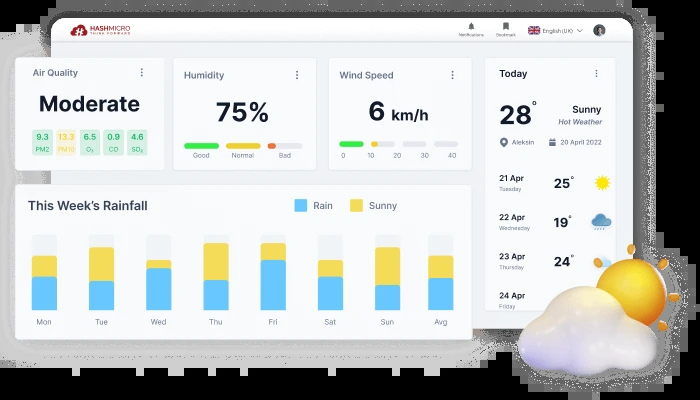 HASHMICRO
THINK FORWARD
Notifications
Bookmark
English (UK)
Air Quality
Moderate
9.3 13.3 6.5 0.9 4.6
PM2 PM10 O₃ CO SO₂
Humidity
75%
Good Normal Bad
Wind Speed
6 km/h
0 10 20 30 40
Today
28°
Sunny
Hot Weather
Aleksin 20 April 2022
21 Apr
Tuesday
25°
22 Apr
Wednesday
19°
23 Apr
Thursday
24°
24 Apr
Friday
This Week's Rainfall
Rain Sunny
Mon Tue Wed Thu Fri Sat Sun Avg